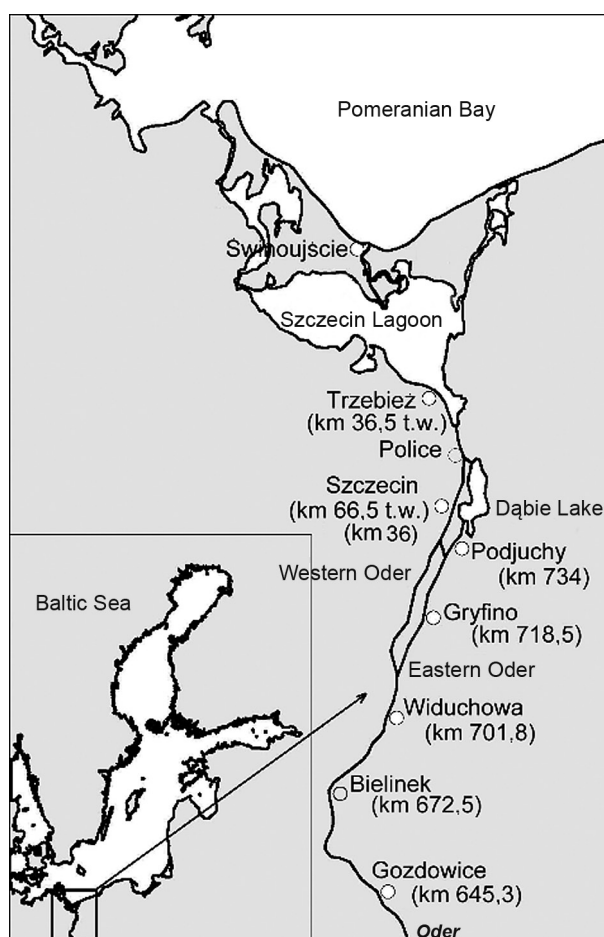 Pomeranian Bay
Świnoujście
Szczecin Lagoon
Trzebież
(km 36,5 t.w.)
Police
Szczecin
(km 66,5 t.w.)
(km 36)
Dąbie Lake
Podjuchy
(km 734)
Western Oder
Baltic Sea
Gryfino
(km 718,5)
Eastern Oder
Widuchowa
(km 701,8)
Bielinek
(km 672,5)
Gozdowice
(km 645,3)
Oder